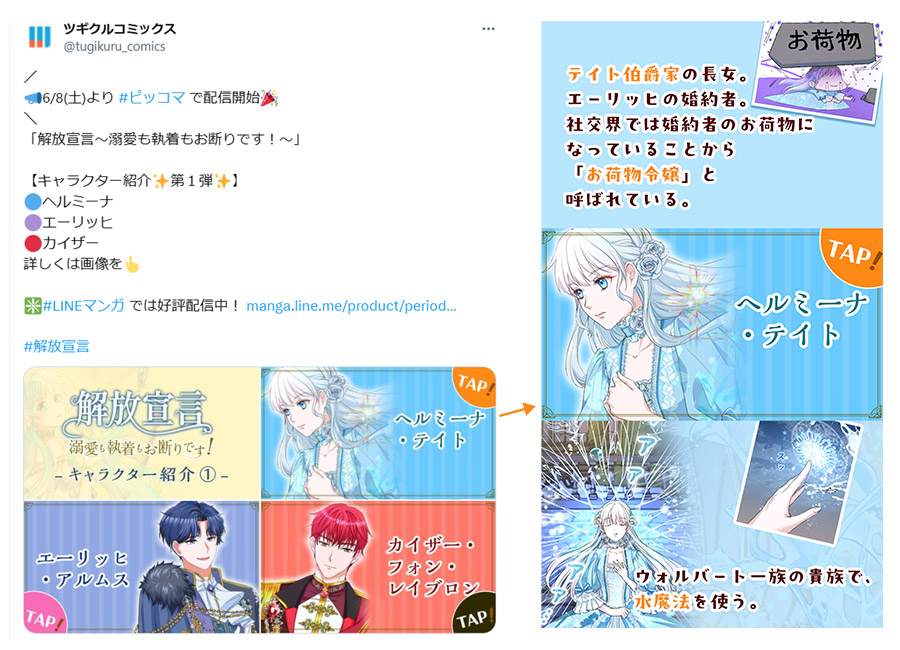 ツギクルコミックス
@tugikuru_comics
／
📣6/8(土)より #ピッコマ で配信開始🎉
＼
「解放宣言～溺愛も執着もお断りです！～」
【キャラクター紹介✨第１弾✨】
🔵ヘルミーナ
🟣エーリッヒ
🔴カイザー
詳しくは画像を👆
✳️#LINEマンガ では好評配信中！ manga.line.me/product/period…
#解放宣言
解放宣言
溺愛も執着もお断りです!
-キャラクター紹介①-
TAP!
ヘルミーナ
・テイト
エーリッヒ
・アルムス
TAP!
カイザー・
フォン・
レイブロン
TAP!
お荷物
テイト伯爵家の長女。
エーリッヒの婚約者。
社交界では婚約者のお荷物に
なっていることから
「お荷物令嬢」と
呼ばれている。
TAP!
ヘルミーナ
・テイト
ア
ア
ア
ア
スッ
ウォルバート一族の貴族で、
水魔法を使う。